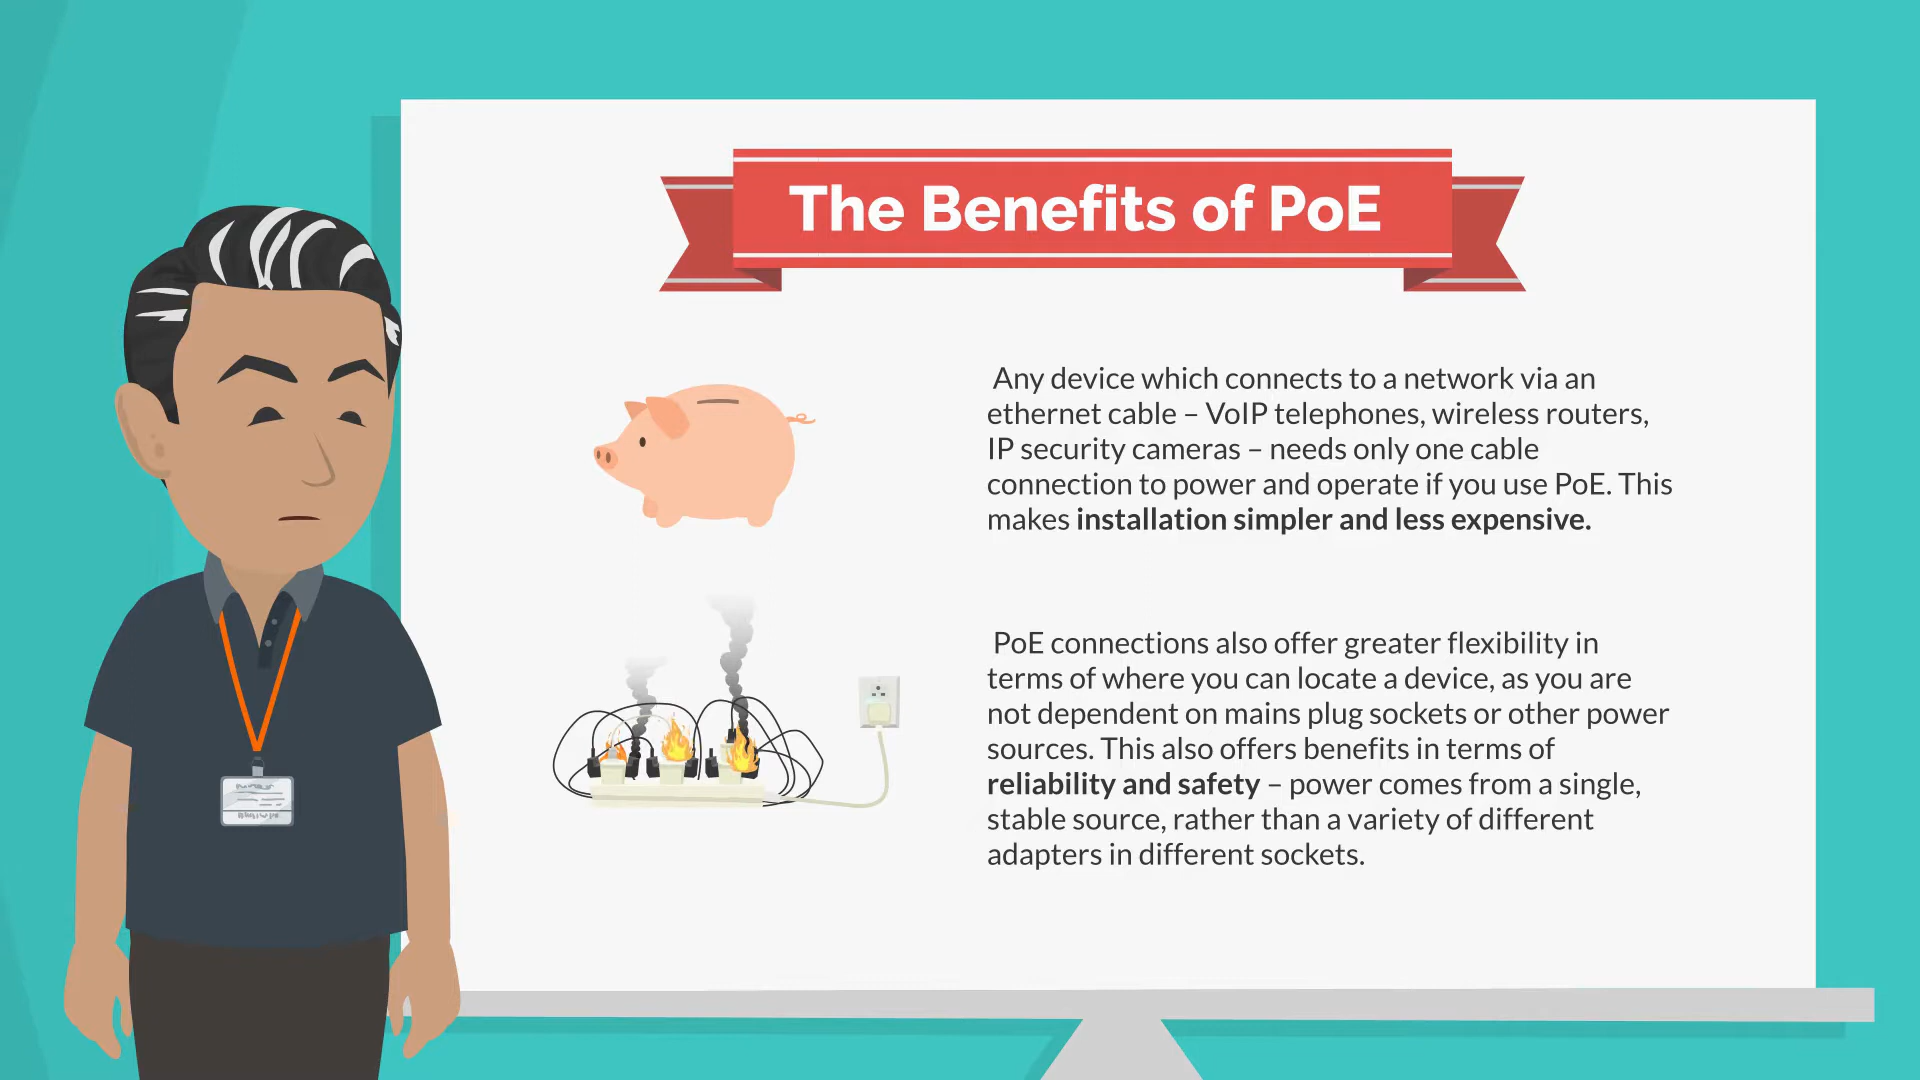 The Benefits of PoE
Any device which connects to a network via an
ethernet cable – VoIP telephones, wireless routers,
IP security cameras – needs only one cable
connection to power and operate if you use PoE. This
makes installation simpler and less expensive.
PoE connections also offer greater flexibility in
terms of where you can locate a device, as you are
not dependent on mains plug sockets or other power
sources. This also offers benefits in terms of
reliability and safety – power comes from a single,
stable source, rather than a variety of different
adapters in different sockets.